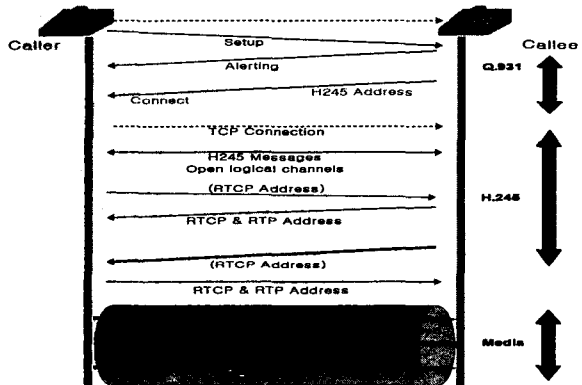 Caller
Callee
Setup
Alerting
Q.931
H245 Address
Connect
TCP Connection
H245 Messages
Open logical channels
(RTCP Address)
H.245
RTCP & RTP Address
(RTCP Address)
RTCP & RTP Address
Media